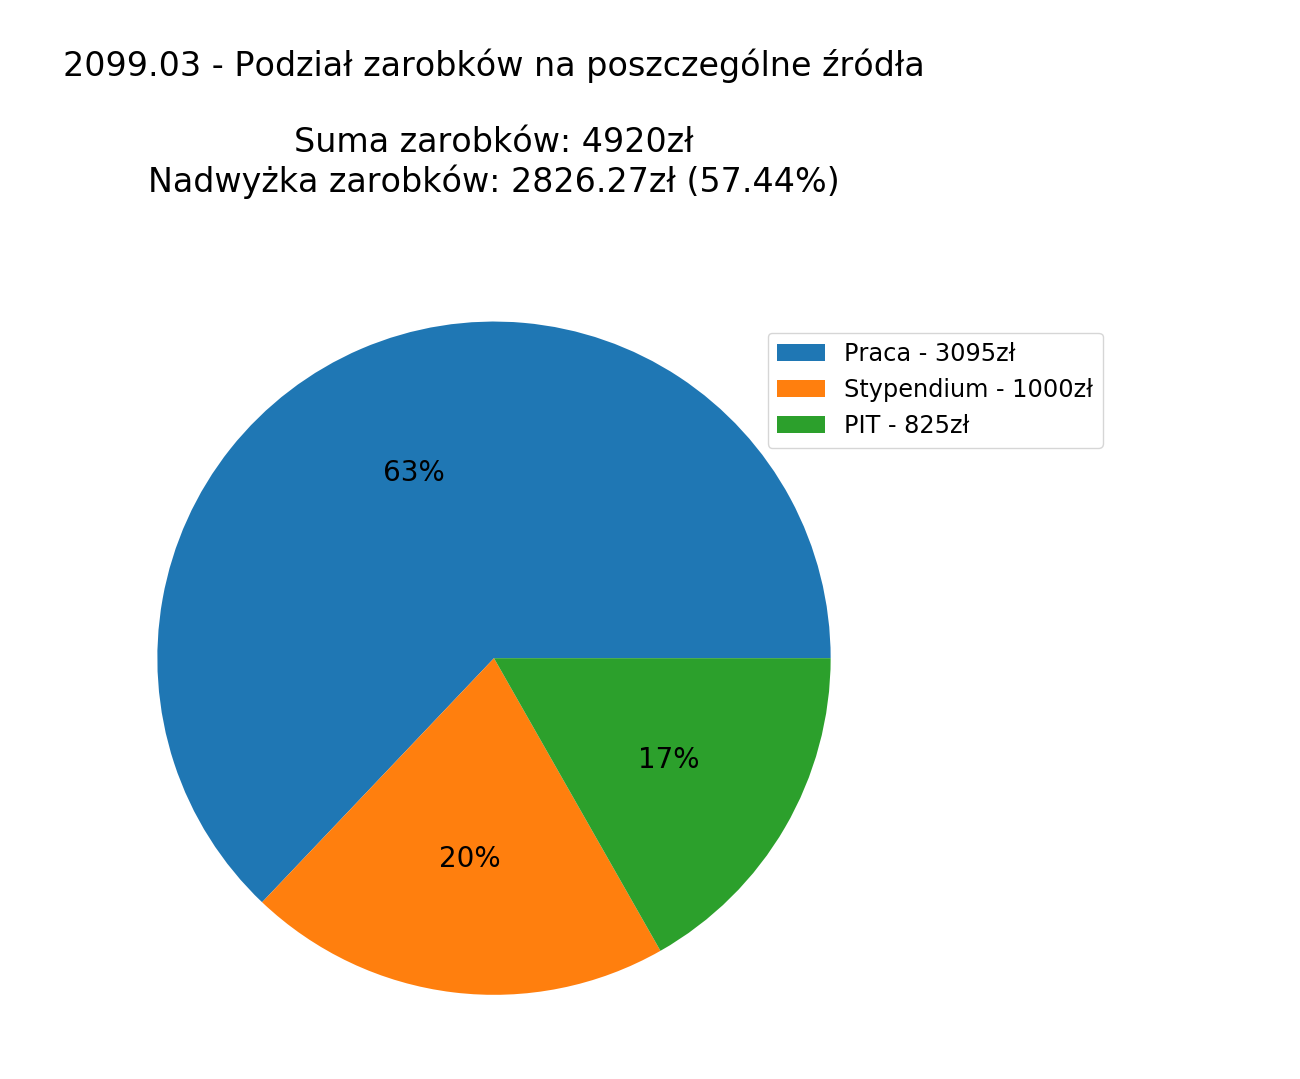 2099.03 - Podział zarobków na poszczególne źródła
Suma zarobków: 4920zł
Nadwyżka zarobków: 2826.27zł (57.44%)
Praca - 3095zł
Stypendium - 1000zł
PIT - 825zł
63%
17%
20%